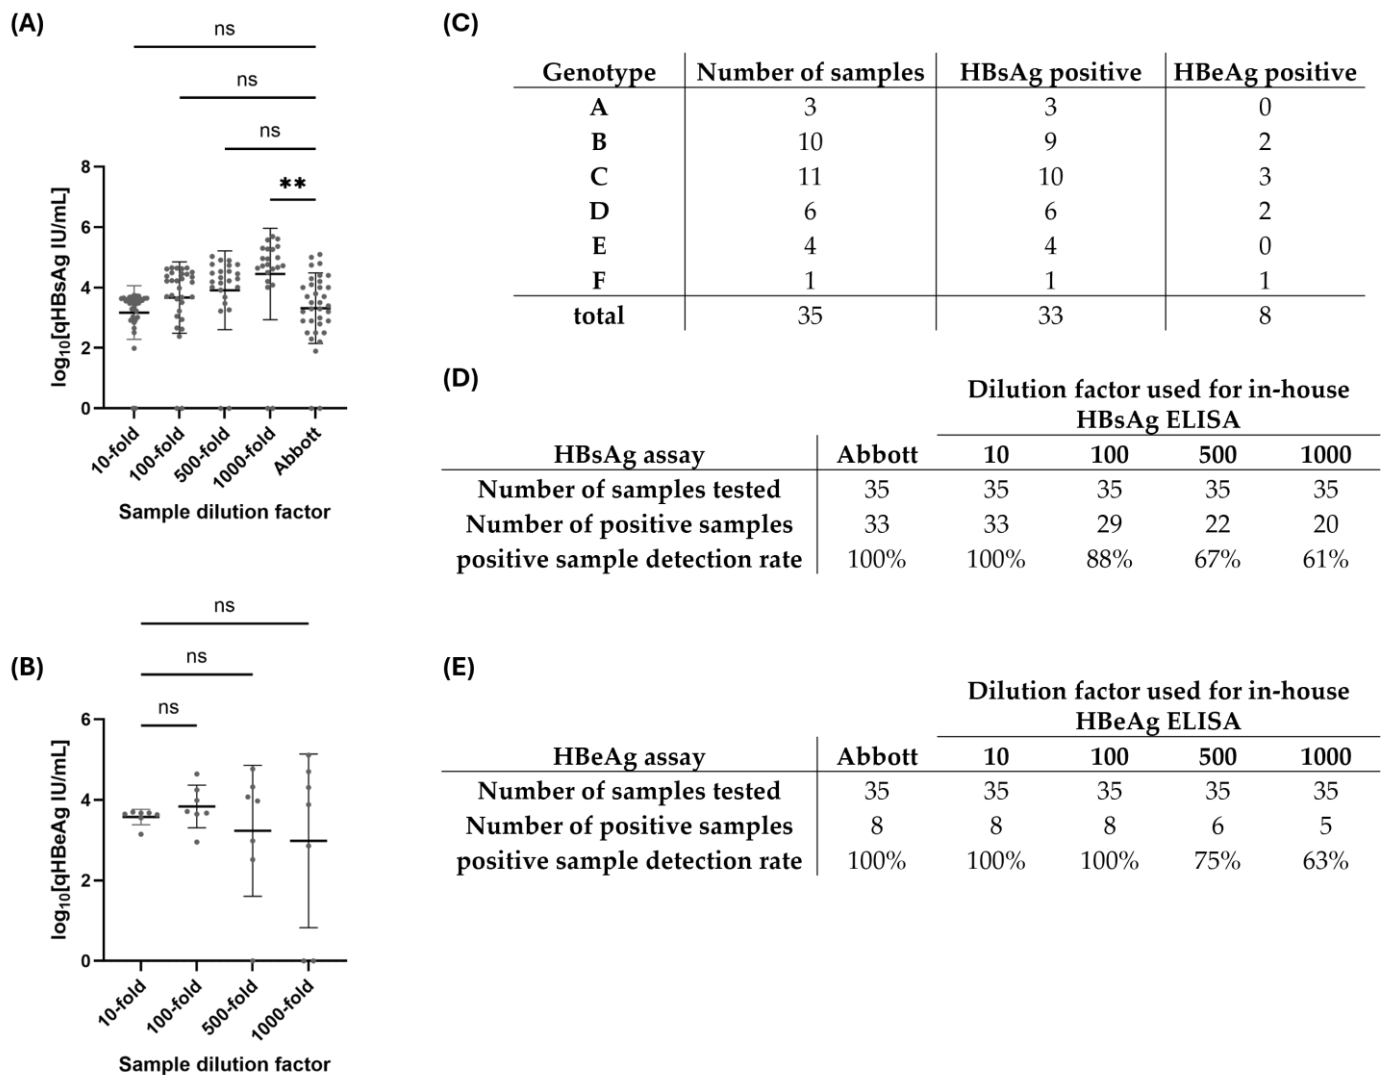 (A)
ns
ns
ns
**
log10[qHBsAg IU/mL]
8
6
4
2
0
10-fold
100-fold
500-fold
1000-fold
Abbott
Sample dilution factor
(B)
ns
ns
ns
log10[qHBeAg IU/mL]
6
4
2
0
10-fold
100-fold
500-fold
1000-fold
Sample dilution factor
(C)
Genotype Number of samples HBsAg positive HBeAg positive
A 3 3 0
B 10 9 2
C 11 10 3
D 6 6 2
E 4 4 0
F 1 1 1
total 35 33 8
(D)
Dilution factor used for in-house
HBsAg ELISA
HBsAg assay Abbott 10 100 500 1000
Number of samples tested 35 35 35 35 35
Number of positive samples 33 33 29 22 20
positive sample detection rate 100% 100% 88% 67% 61%
(E)
Dilution factor used for in-house
HBeAg ELISA
HBeAg assay Abbott 10 100 500 1000
Number of samples tested 35 35 35 35 35
Number of positive samples 8 8 8 6 5
positive sample detection rate 100% 100% 100% 75% 63%